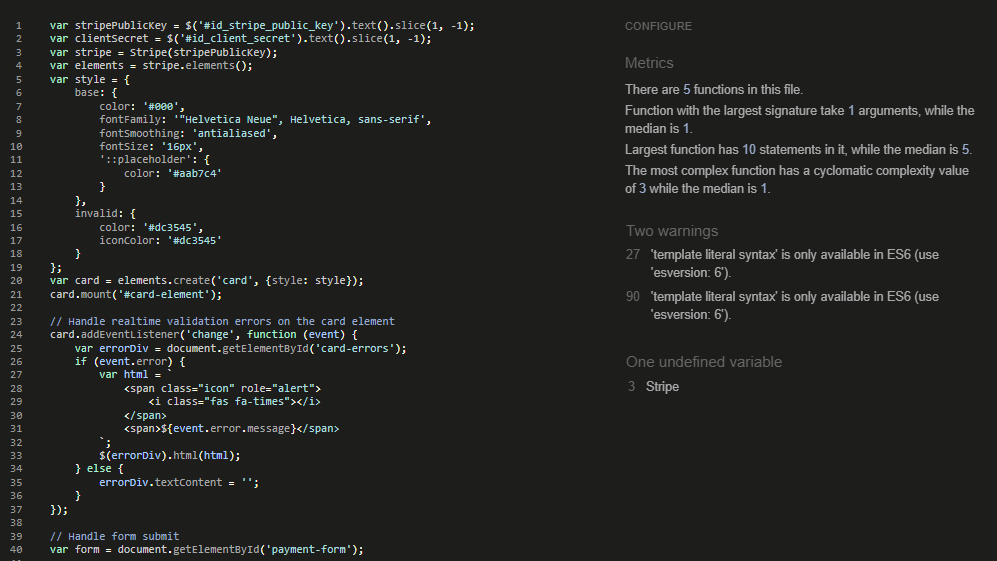 1 var stripePublicKey = $('#id_stripe_public_key').text().slice(1, -1);
2 var clientSecret = $('#id_client_secret').text().slice(1, -1);
3 var stripe = Stripe(stripePublicKey);
4 var elements = stripe.elements();
5 var style = {
6     base: {
7         color: '#000',
8         fontFamily: '"Helvetica Neue", Helvetica, sans-serif',
9         fontSmoothing: 'antialiased',
10         fontSize: '16px',
11         '::placeholder': {
12             color: '#aab7c4'
13         }
14     },
15     invalid: {
16         color: '#dc3545',
17         iconColor: '#dc3545'
18     }
19 };
20 var card = elements.create('card', {style: style});
21 card.mount('#card-element');
22
23 // Handle realtime validation errors on the card element
24 card.addEventListener('change', function (event) {
25     var errorDiv = document.getElementById('card-errors');
26     if (event.error) {
27         var html = `
28             <span class="icon" role="alert">
29                 <i class="fas fa-times"></i>
30             </span>
31             <span>${event.error.message}</span>
32         `;
33         $(errorDiv).html(html);
34     } else {
35         errorDiv.textContent = '';
36     }
37 });
38
39 // Handle form submit
40 var form = document.getElementById('payment-form');
CONFIGURE
Metrics
There are 5 functions in this file.
Function with the largest signature take 1 arguments, while the
median is 1.
Largest function has 10 statements in it, while the median is 5.
The most complex function has a cyclomatic complexity value
of 3 while the median is 1.
Two warnings
27 'template literal syntax' is only available in ES6 (use
'esversion: 6').
90 'template literal syntax' is only available in ES6 (use
'esversion: 6').
One undefined variable
3 Stripe